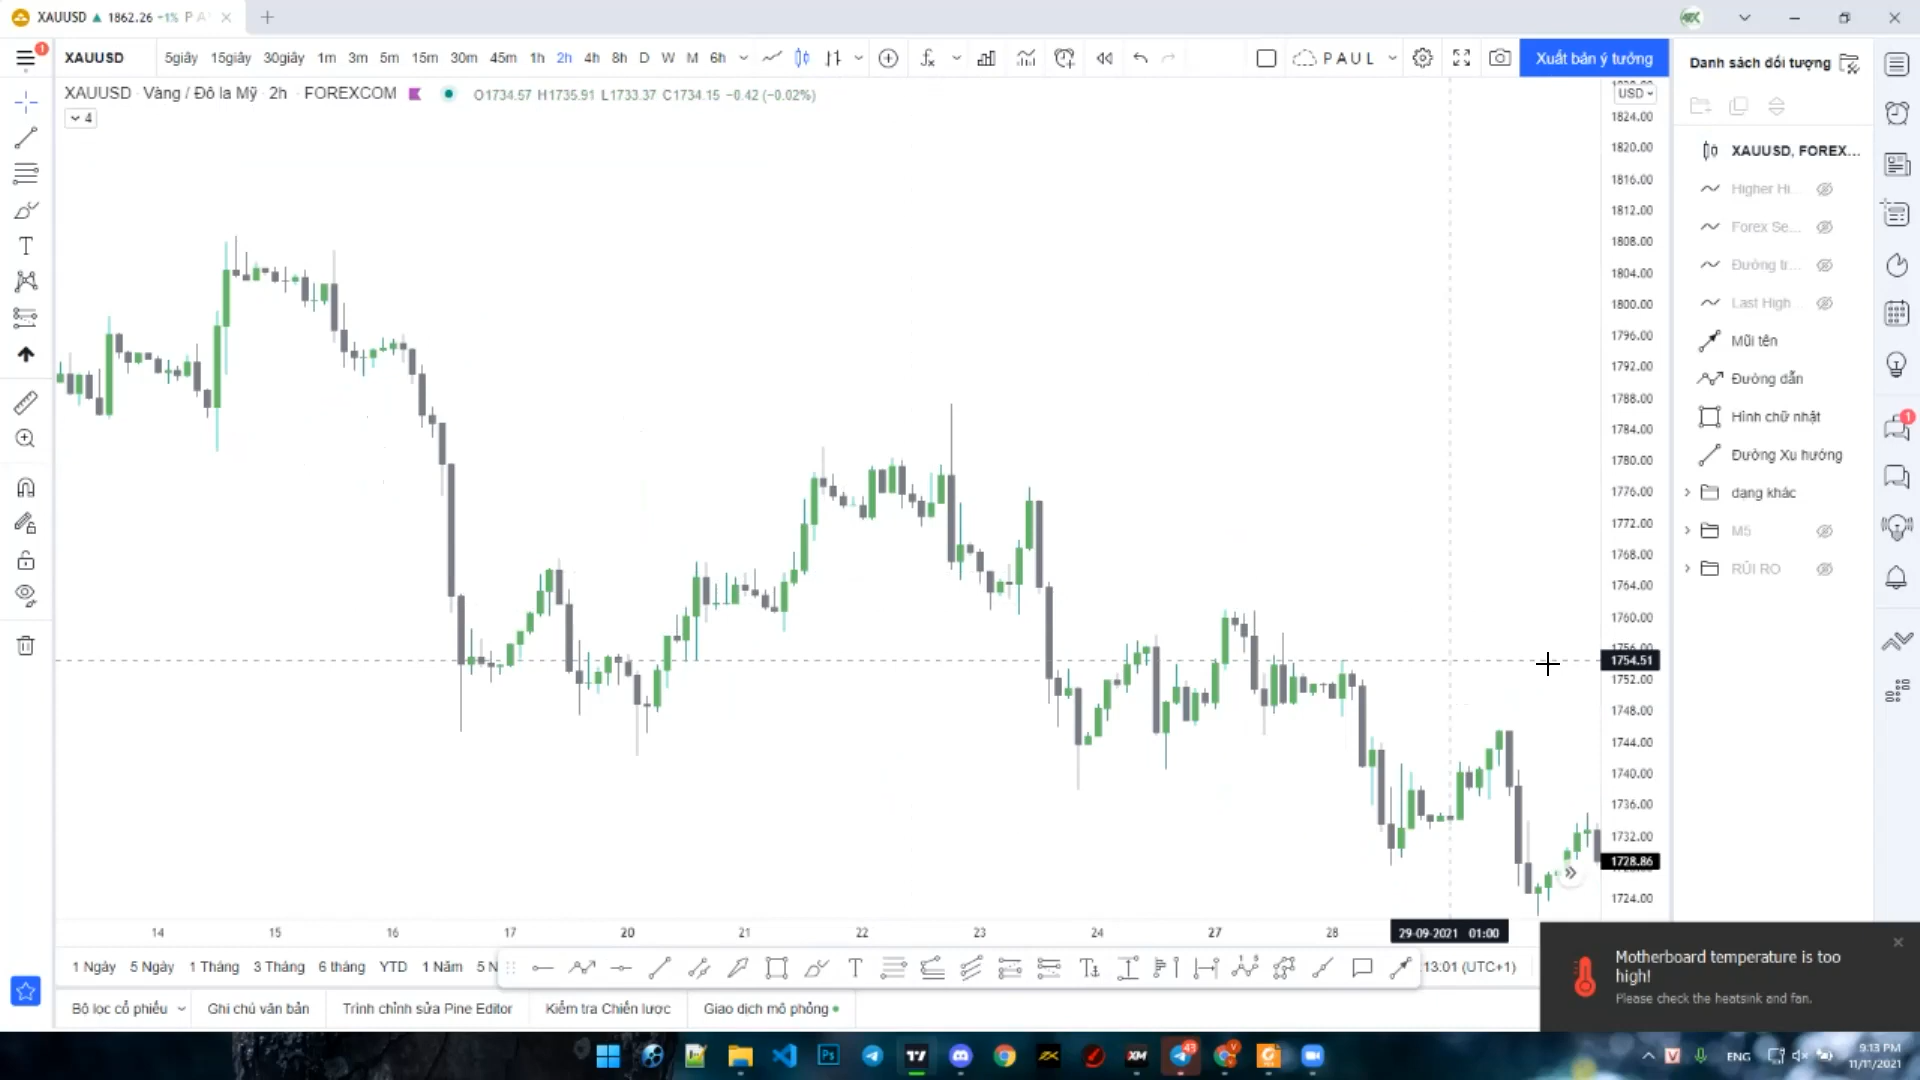 XAUUSD ▲ 1862.26 −1% P A
XAUUSD 5giây 15giây 30giây 1m 3m 5m 15m 30m 45m 1h 2h 4h 8h D W M 6h PAUL Xuất bản ý tưởng
Danh sách đối tượng
XAUUSD · Vàng / Đô la Mỹ · 2h · FOREXCOM O1734.57 H1735.91 L1733.37 C1734.15 −0.42 (−0.02%)
4
USD
1824.00
1820.00
1816.00
1812.00
1808.00
1804.00
1800.00
1796.00
1792.00
1788.00
1784.00
1780.00
1776.00
1772.00
1768.00
1764.00
1760.00
1754.51
1752.00
1748.00
1744.00
1740.00
1736.00
1732.00
1728.86
1724.00
XAUUSD, FOREX...
Higher Hi...
Forex Se...
Đường tr...
Last High...
Mũi tên
Đường dẫn
Hình chữ nhật
Đường Xu hướng
dạng khác
M5
RỦI RO
1
1
14 15 16 17 20 21 22 23 24 27 28 29-09-2021 01:00
1 Ngày 5 Ngày 1 Tháng 3 Tháng 6 tháng YTD 1 Năm 5 N
13:01 (UTC+1)
Bộ lọc cổ phiếu Ghi chú văn bản Trình chỉnh sửa Pine Editor Kiểm tra Chiến lược Giao dịch mô phỏng
Motherboard temperature is too
high!
Please check the heatsink and fan.
43
XM
ENG
9:13 PM
11/11/2021